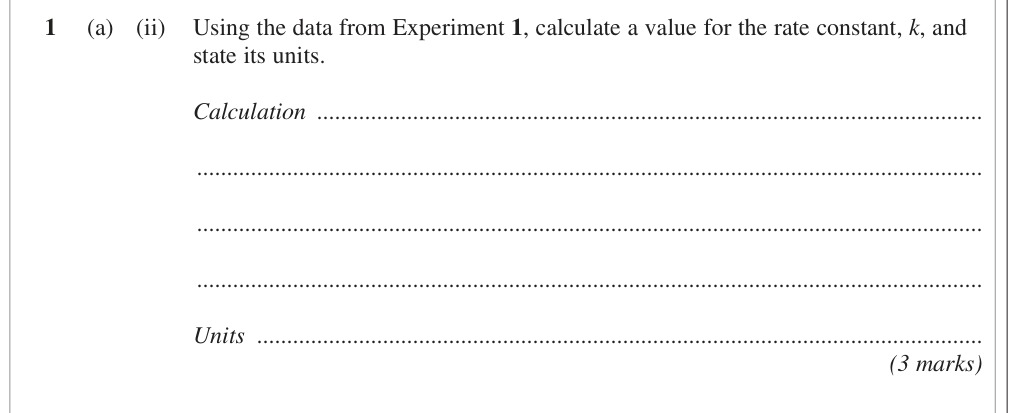 1 (a) (ii) Using the data from Experiment 1, calculate a value for the rate constant, k, and
state its units.
Calculation ................................................................................................................
....................................................................................................................................
....................................................................................................................................
....................................................................................................................................
Units ..........................................................................................................................
(3 marks)